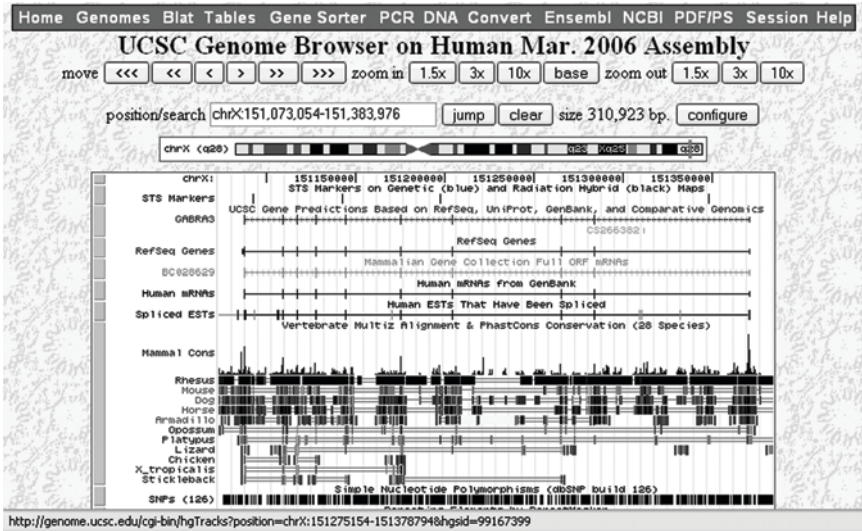 Home Genomes Blat Tables Gene Sorter PCR DNA Convert Ensembl NCBI PDF/PS Session Help
UCSC Genome Browser on Human Mar. 2006 Assembly
move <<< << < > >> >>> zoom in 1.5x 3x 10x base zoom out 1.5x 3x 10x
position/search chrX:151,073,054-151,383,976 jump clear size 310,923 bp. configure
chrX (q28) q23 Xq25 q28
chrX: 151150000| 151200000| 151250000| 151300000| 151350000|
STS Markers on Genetic (blue) and Radiation Hybrid (black) Maps
STS Markers
UCSC Gene Predictions Based on RefSeq, UniProt, GenBank, and Comparative Genomics
GABRA3
CS266382
RefSeq Genes
RefSeq Genes
Mammalian Gene Collection Full ORF mRNAs
BC028629
Human mRNAs from GenBank
Human mRNAs
Human ESTs That Have Been Spliced
Spliced ESTs
Vertebrate Multiz Alignment & PhastCons Conservation (28 Species)
Mammal Cons
Rhesus
Mouse
Dog
Horse
Armadillo
Opossum
Platypus
Lizard
Chicken
X_tropicalis
Stickleback
Simple Nucleotide Polymorphisms (dbSNP build 126)
SNPs (126)
http://genome.ucsc.edu/cgi-bin/hgTracks?position=chrX:151275154-151378794&hgsid=99167399